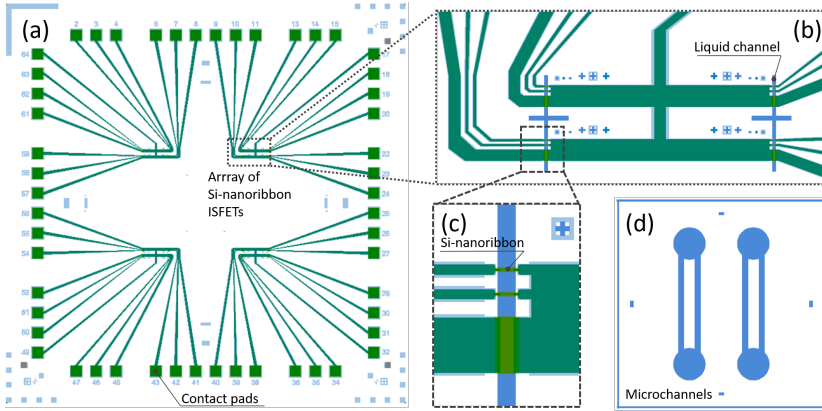 (a)
2 3 4 6 7 8 9 10 11 13 14 15
64 17
63 18
62 19
61 20
59 22
58 23
57 24
56 25
55 26
54 27
52 29
51 30
50 31
49 32
47 46 45 43 42 41 40 39 38 36 35 34
Arrray of
Si-nanoribbon
ISFETs
Contact pads
(b)
Liquid channel
(c)
Si-nanoribbon
(d)
Microchannels